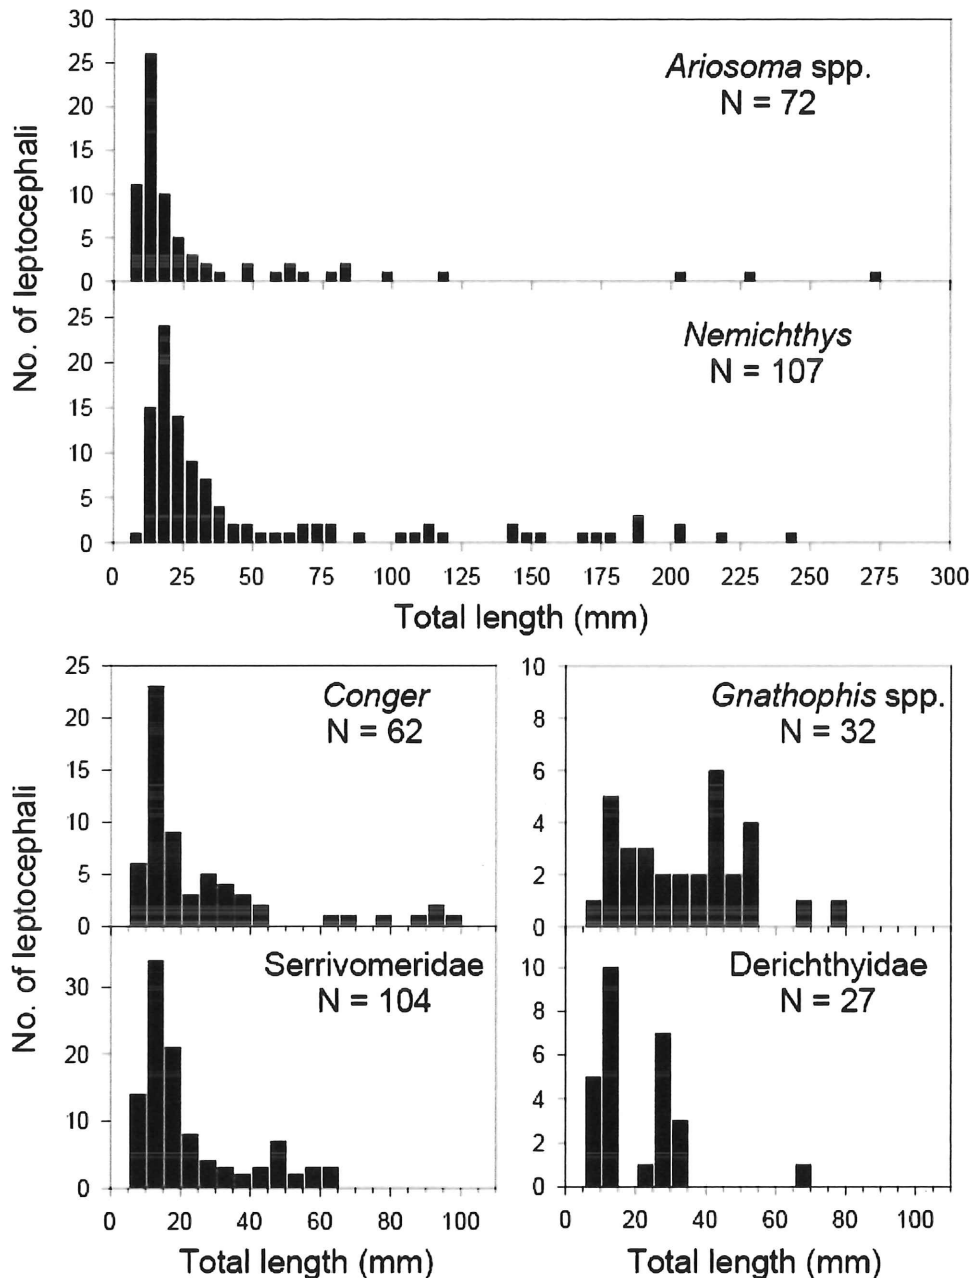 No. of leptocephali
30
25
20
15
10
5
0
Ariosoma spp.
N = 72
25
20
15
10
5
0
Nemichthys
N = 107
0 25 50 75 100 125 150 175 200 225 250 275 300
Total length (mm)
No. of leptocephali
25
20
15
10
5
0
Conger
N = 62
10
8
6
4
2
0
Gnathophis spp.
N = 32
30
20
10
0
Serrivomeridae
N = 104
0 20 40 60 80 100
Total length (mm)
10
8
6
4
2
0
Derichthyidae
N = 27
0 20 40 60 80 100
Total length (mm)